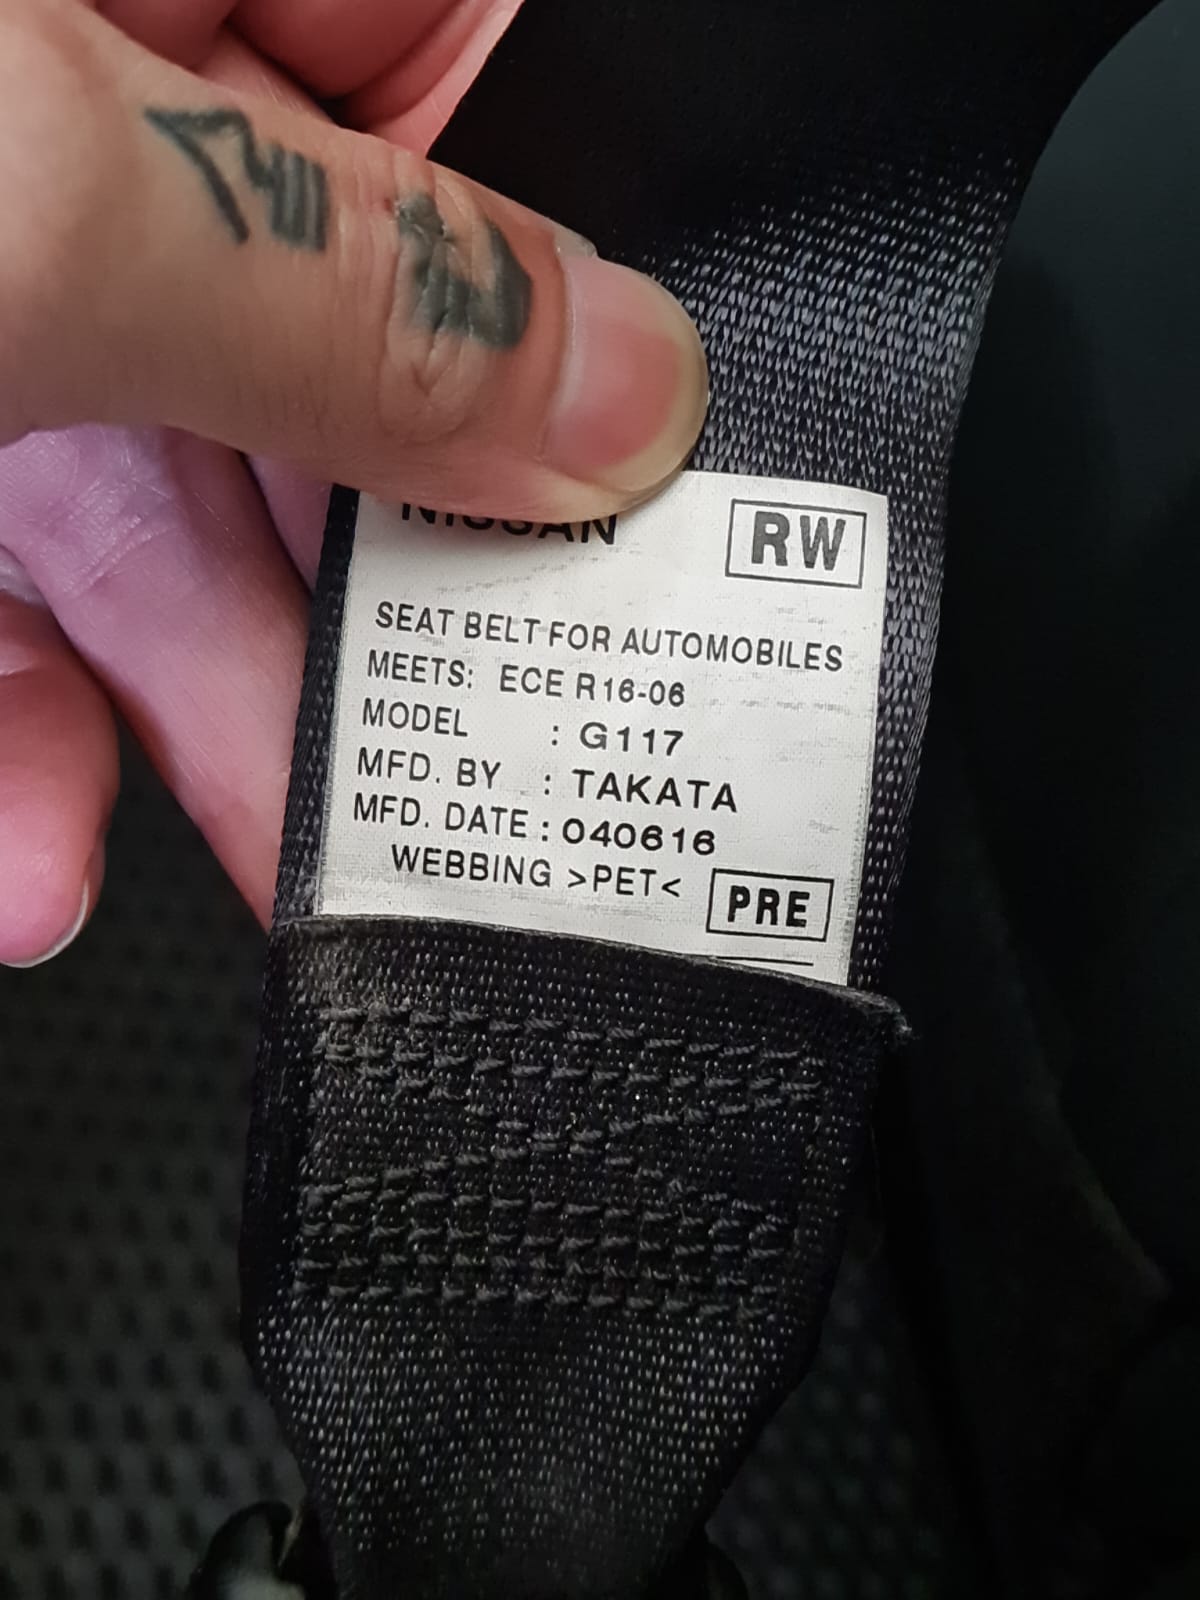 NISSAN RW
SEAT BELT FOR AUTOMOBILES
MEETS: ECE R16-06
MODEL : G117
MFD. BY : TAKATA
MFD. DATE : 040616
WEBBING >PET< PRE